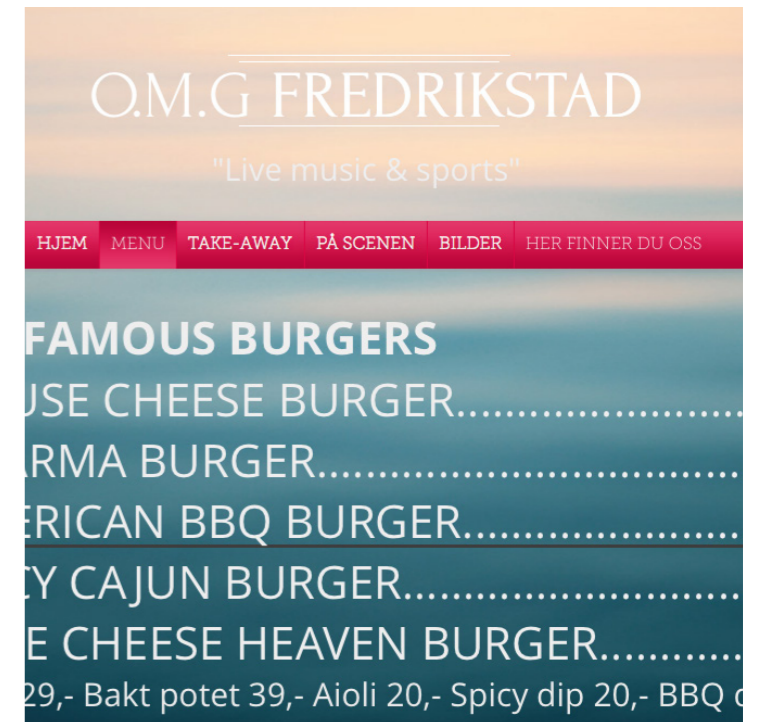 O.M.G FREDRIKSTAD
"Live music & sports"
HJEM MENU TAKE-AWAY PÅ SCENEN BILDER HER FINNER DU OSS
FAMOUS BURGERS
USE CHEESE BURGER.......................
ARMA BURGER...................................
ERICAN BBQ BURGER.......................
CY CAJUN BURGER............................
E CHEESE HEAVEN BURGER............
29,- Bakt potet 39,- Aioli 20,- Spicy dip 20,- BBQ